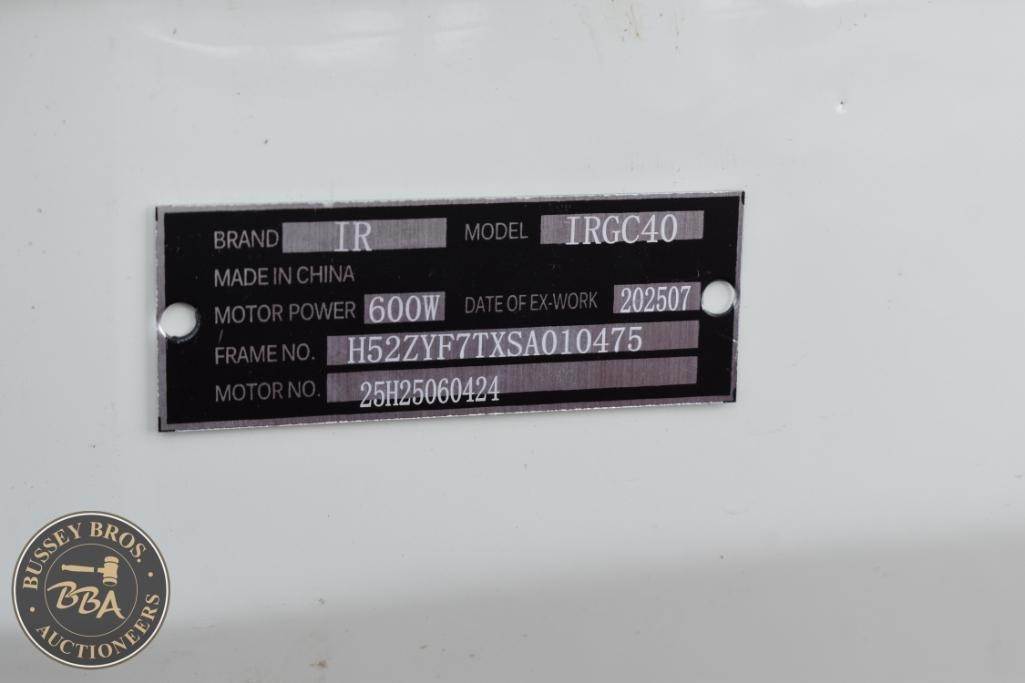 BRAND IR MODEL IRGC40
MADE IN CHINA
MOTOR POWER 600W DATE OF EX-WORK 202507
FRAME NO. H52ZYF7TXSA010475
MOTOR NO. 25H25060424
BUSSEY BROS.
BBA
AUCTIONEERS